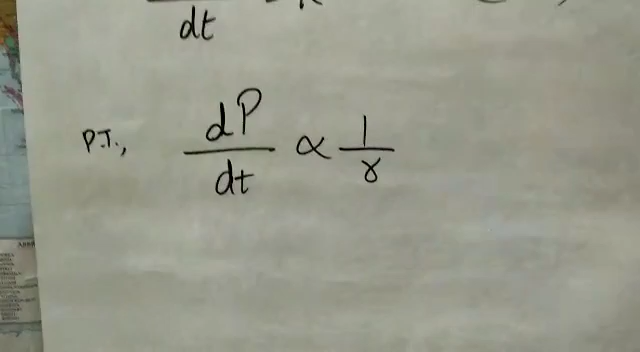 dt
P.T., dP/dt ∝ 1/γ